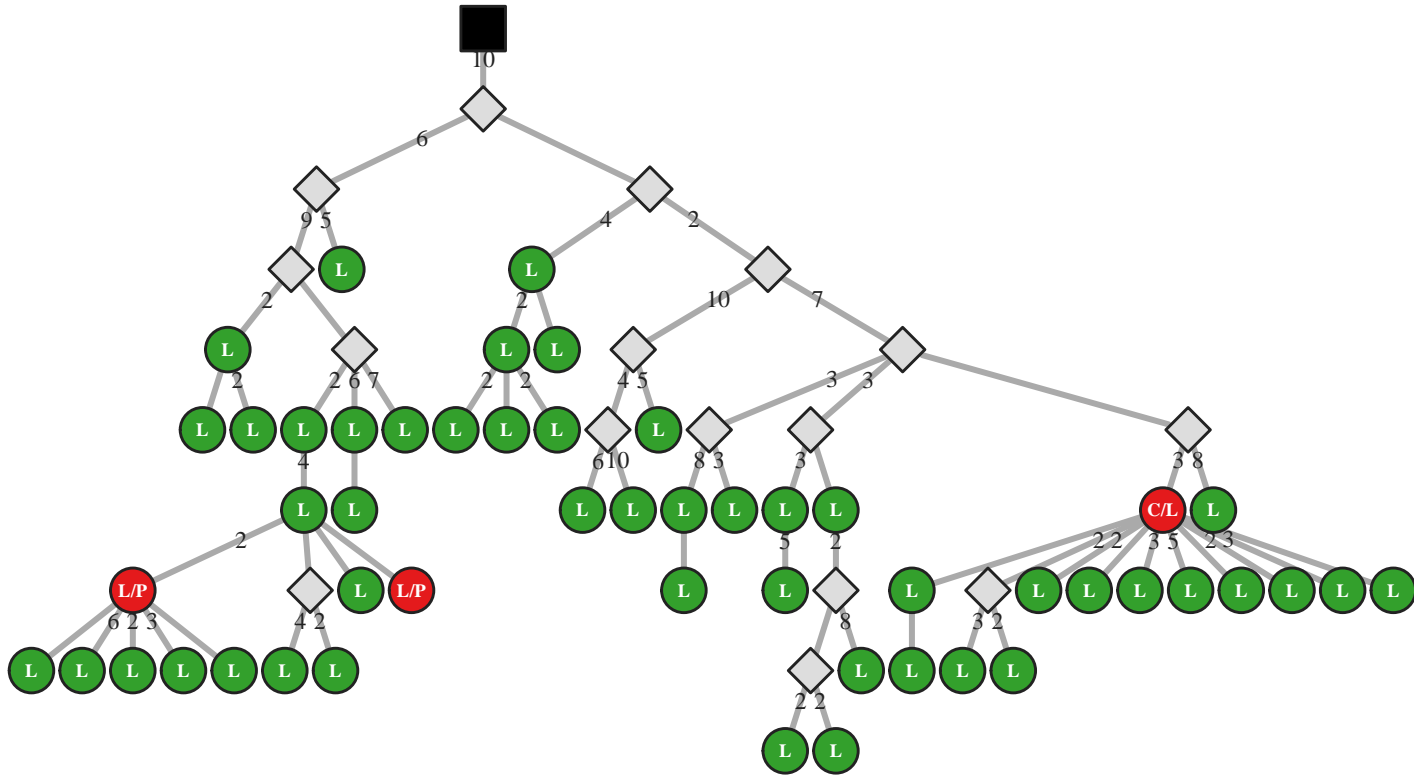 10
6
9 5 4 2
L L
2 2 10 7
L L L
2 2 6 7 2 2 4 5 3 3
L L L L L L L L L
4 6 10 8 3 3 3 8
L L L L L L L L C/L L
2 5 2 2 2 3 5 2 3
L/P L L/P L L L L L L L L L L L
6 2 3 4 2 8 3 2
L L L L L L L L L L L
2 2
L L